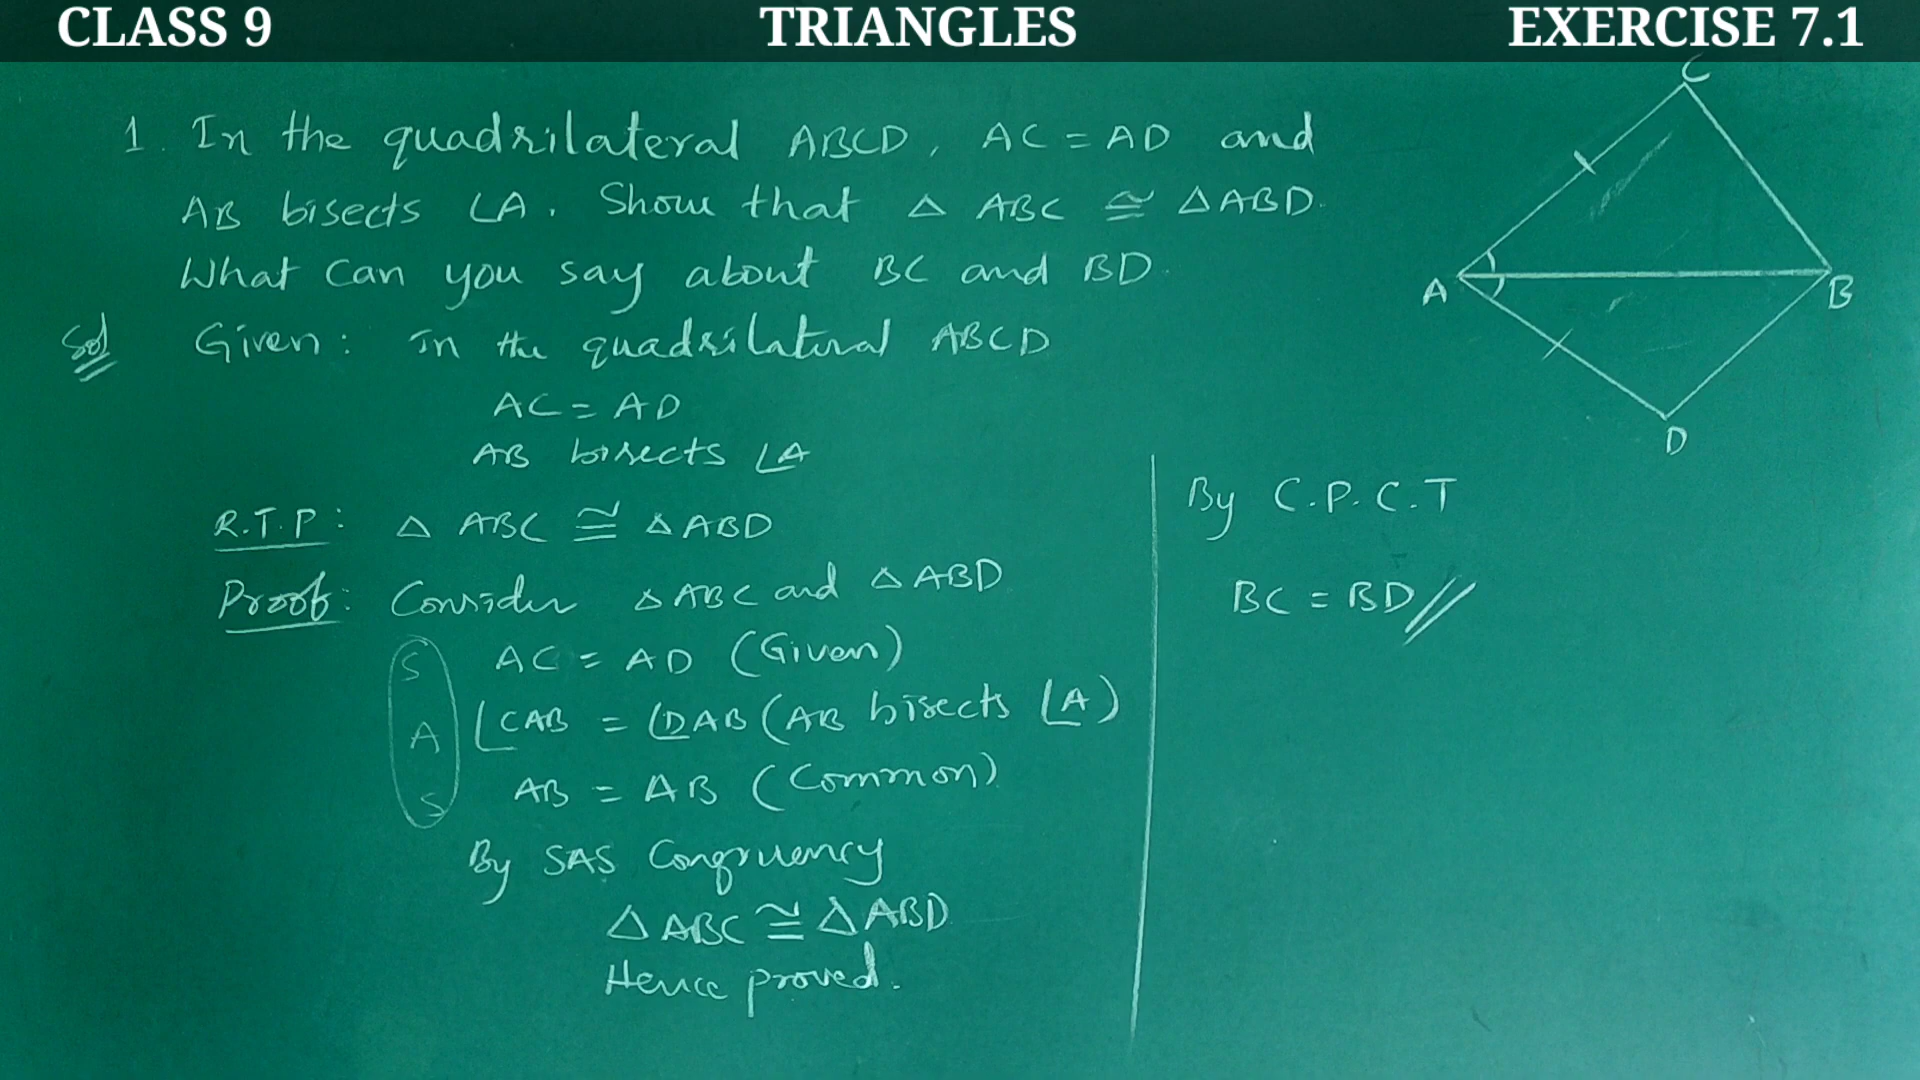 CLASS 9 TRIANGLES EXERCISE 7.1
1. In the quadrilateral ABCD, AC = AD and
AB bisects ∠A. Show that △ ABC ≅ △ABD.
What can you say about BC and BD.
Sol Given: In the quadrilateral ABCD
AC = AD
AB bisects ∠A
R.T.P: △ ABC ≅ △ABD
Proof: Consider △ABC and △ABD
S AC = AD (Given)
A ∠CAB = ∠DAB (AB bisects ∠A)
S AB = AB (Common)
By SAS Congruency
△ ABC ≅ △ABD
Hence proved.
By C.P.C.T
BC = BD//
C
A
B
D